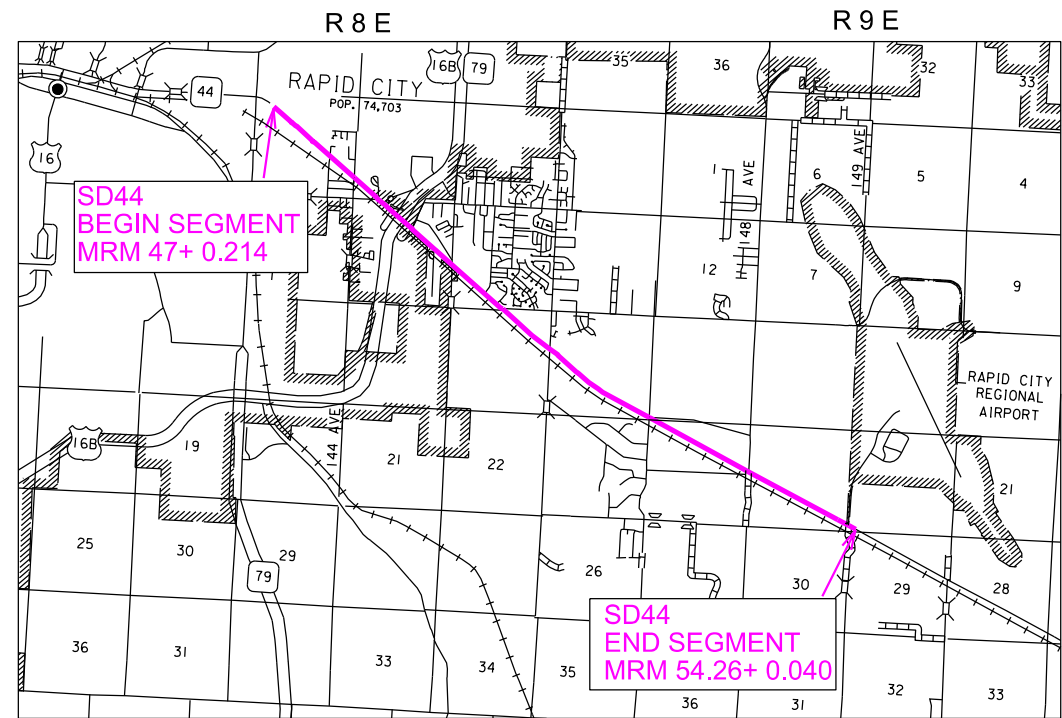 R 8 E
R 9 E
35
36
32
33
16B
79
RAPID CITY
POP. 74,703
44
16
SD44
BEGIN SEGMENT
MRM 47+ 0.214
1
148 AVE
6
149 AVE
5
4
12
7
9
RAPID CITY
REGIONAL
AIRPORT
16B
19
144 AVE
21
22
21
25
30
29
79
26
30
29
28
SD44
END SEGMENT
MRM 54.26+ 0.040
36
31
33
34
35
36
31
32
33